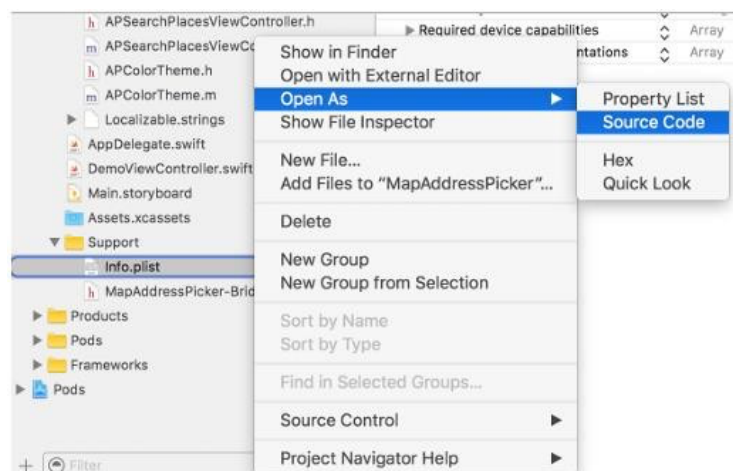 APSearchPlacesViewController.h
APSearchPlacesViewCo
APColorTheme.h
APColorTheme.m
Localizable.strings
AppDelegate.swift
DemoViewController.swift
Main.storyboard
Assets.xcassets
Support
Info.plist
MapAddressPicker-Brid
Products
Pods
Frameworks
Pods
Filter
Required device capabilities Array
ntations Array
Show in Finder
Open with External Editor
Open As
Show File Inspector
New File...
Add Files to “MapAddressPicker”...
Delete
New Group
New Group from Selection
Sort by Name
Sort by Type
Find in Selected Groups...
Source Control
Project Navigator Help
Property List
Source Code
Hex
Quick Look